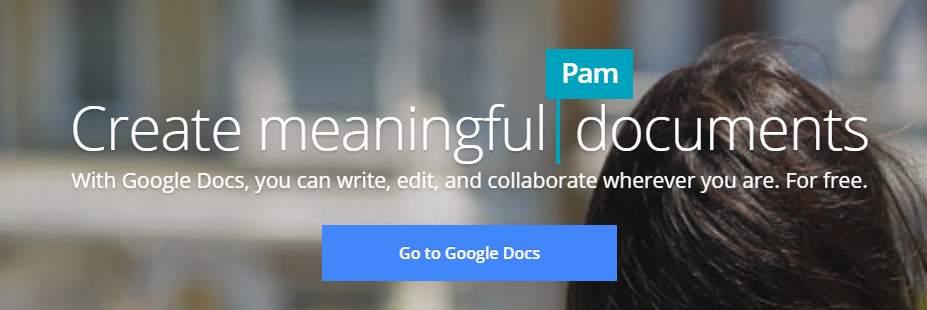 Pam
Create meaningful documents
With Google Docs, you can write, edit, and collaborate wherever you are. For free.
Go to Google Docs